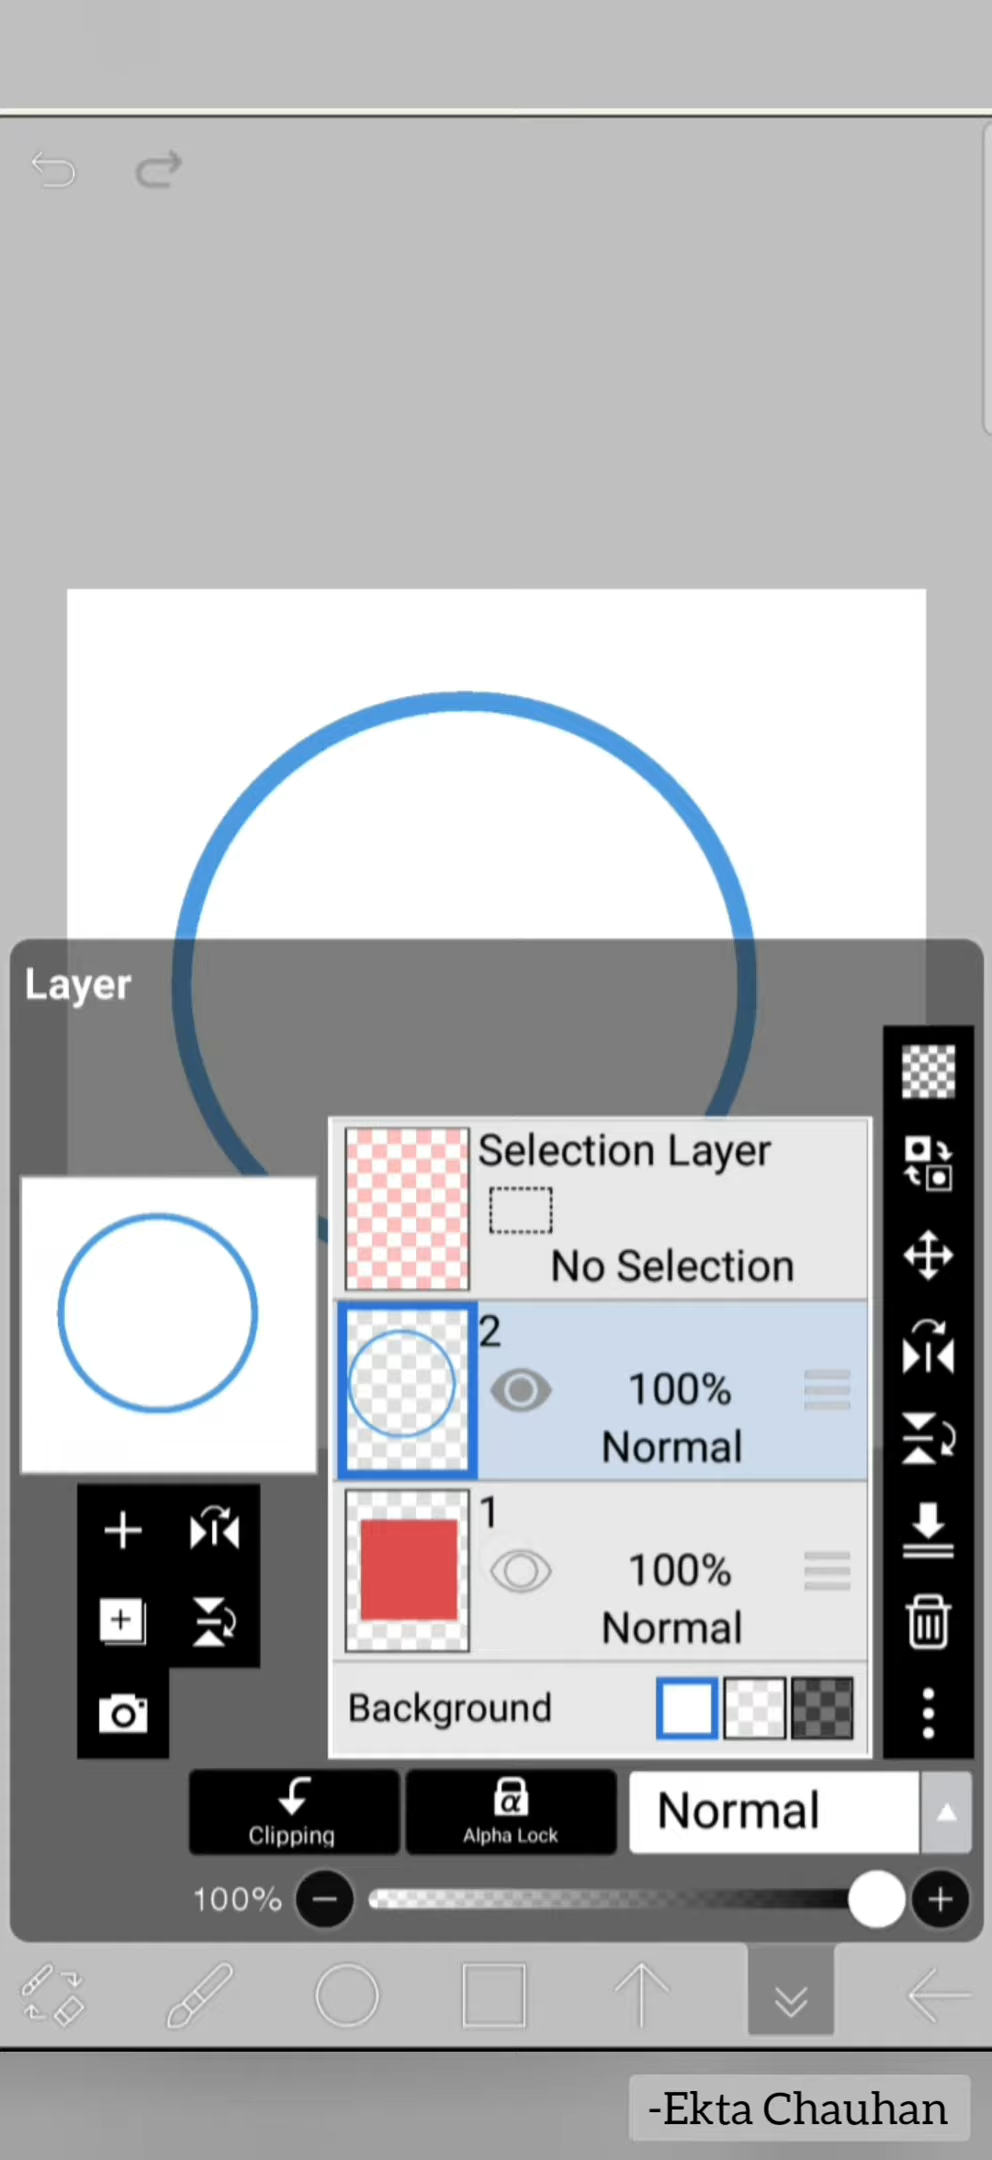 Layer
Selection Layer
No Selection
2
100%
Normal
1
100%
Normal
Background
Clipping
α
Alpha Lock
Normal
100%
-Ekta Chauhan